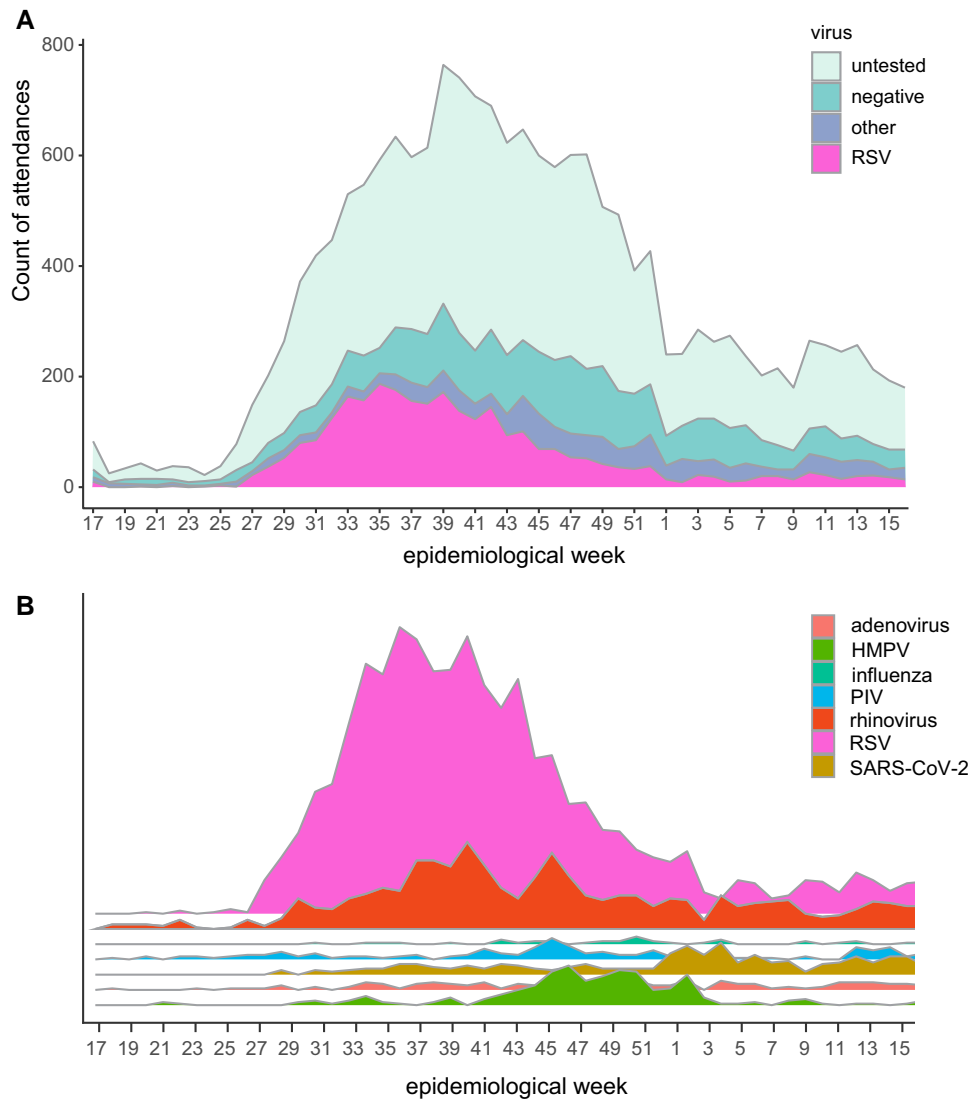 A
virus
untested
negative
other
RSV
800
600
400
200
0
Count of attendances
17 19 21 23 25 27 29 31 33 35 37 39 41 43 45 47 49 51 1 3 5 7 9 11 13 15
epidemiological week
B
adenovirus
HMPV
influenza
PIV
rhinovirus
RSV
SARS-CoV-2
17 19 21 23 25 27 29 31 33 35 37 39 41 43 45 47 49 51 1 3 5 7 9 11 13 15
epidemiological week